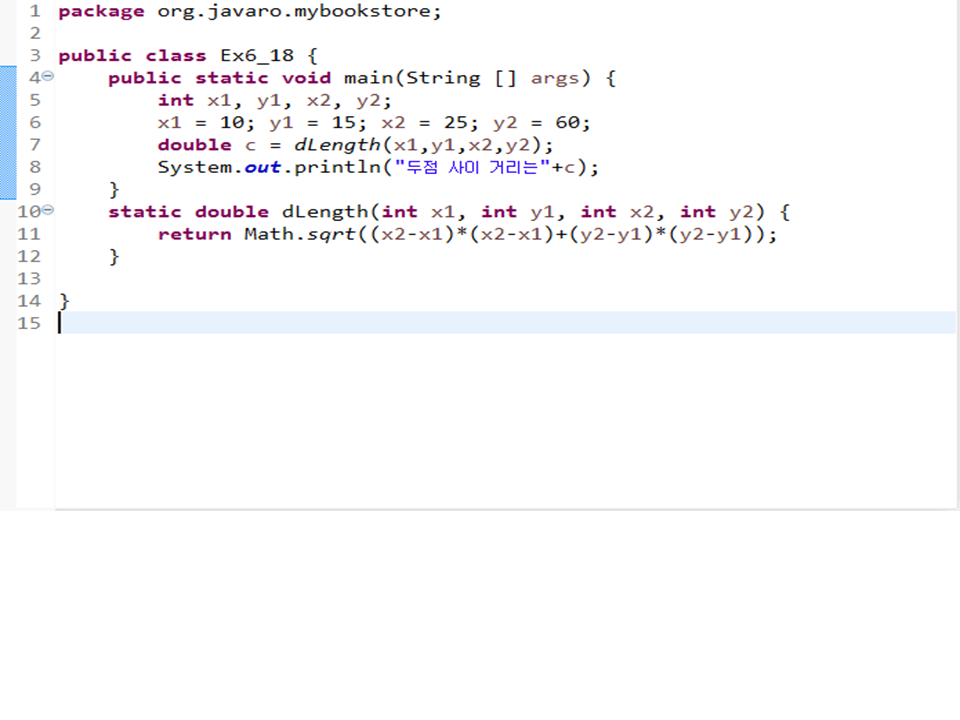 1 package org.javaro.mybookstore;
2
3 public class Ex6_18 {
4 public static void main(String [] args) {
5 int x1, y1, x2, y2;
6 x1 = 10; y1 = 15; x2 = 25; y2 = 60;
7 double c = dLength(x1,y1,x2,y2);
8 System.out.println("두점 사이 거리는"+c);
9 }
10 static double dLength(int x1, int y1, int x2, int y2) {
11 return Math.sqrt((x2-x1)*(x2-x1)+(y2-y1)*(y2-y1));
12 }
13
14 }
15